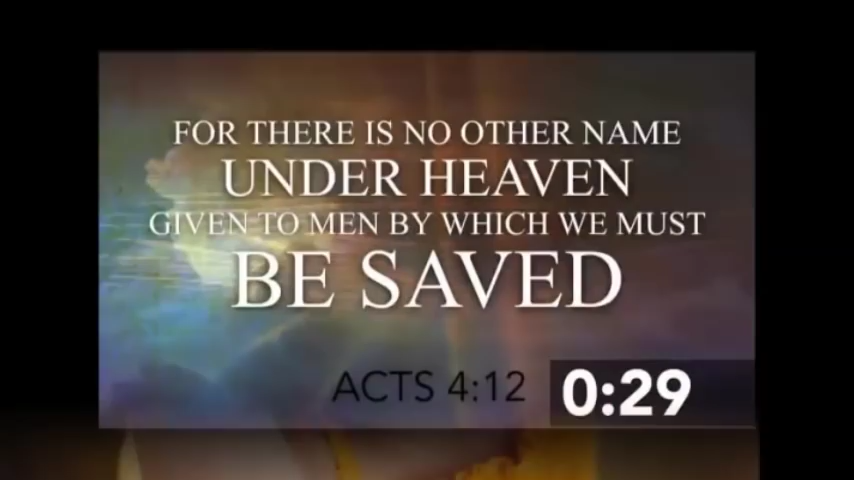 FOR THERE IS NO OTHER NAME
UNDER HEAVEN
GIVEN TO MEN BY WHICH WE MUST
BE SAVED
ACTS 4:12
0:29